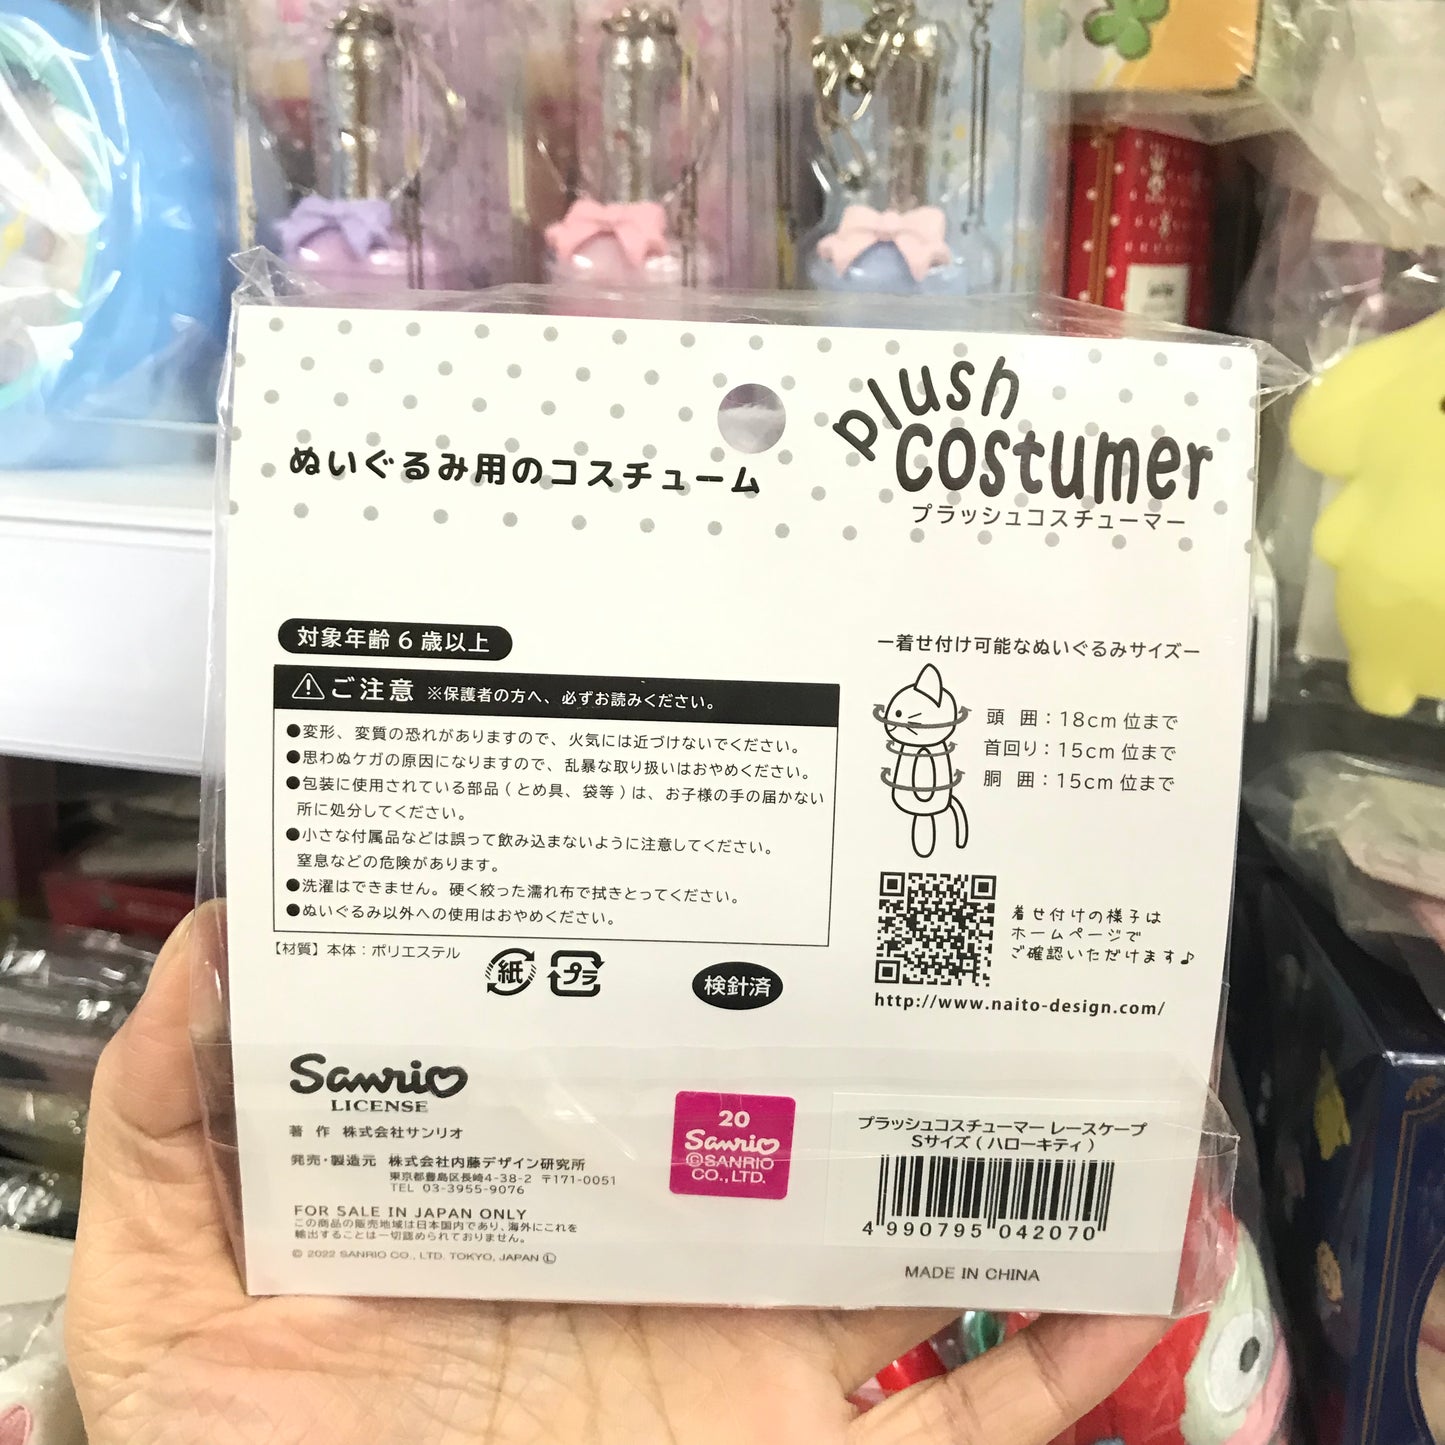 plush
costumer
プラッシュコスチューマー
ぬいぐるみ用のコスチューム
対象年齢6歳以上
ご注意 ※保護者の方へ、必ずお読みください。
●変形、変質の恐れがありますので、火気には近づけないでください。
●思わぬケガの原因になりますので、乱暴な取り扱いはおやめください。
●包装に使用されている部品(とめ具、袋等)は、お子様の手の届かない
所に処分してください。
●小さな付属品などは誤って飲み込まないように注意してください。
窒息などの危険があります。
●洗濯はできません。硬く絞った濡れ布で拭きとってください。
●ぬいぐるみ以外への使用はおやめください。
【材質】本体：ポリエステル
紙
プラ
検針済
ー着せ付け可能なぬいぐるみサイズー
頭 囲：18cm位まで
首回り：15cm位まで
胴 囲：15cm位まで
着せ付けの様子は
ホームページで
ご確認いただけます♪
http://www.naito-design.com/
Sanrio
LICENSE
著 作 株式会社サンリオ
発売・製造元 株式会社内藤デザイン研究所
東京都豊島区長崎4-38-2 〒171-0051
TEL 03-3955-9076
FOR SALE IN JAPAN ONLY
この商品の販売地域は日本国内であり、海外にこれを
輸出することは一切認められておりません。
© 2022 SANRIO CO., LTD. TOKYO, JAPAN Ⓛ
20
Sanrio
©SANRIO
CO., LTD.
プラッシュコスチューマー レースケープ
Sサイズ(ハローキティ)
4 990795 042070
MADE IN CHINA